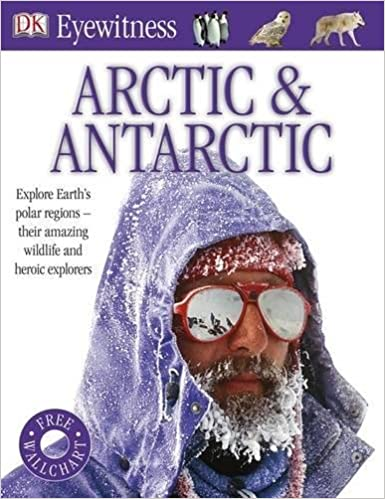 DK Eyewitness
ARCTIC &
ANTARCTIC
Explore Earth's
polar regions –
their amazing
wildlife and
heroic explorers
FREE
WALLCHART